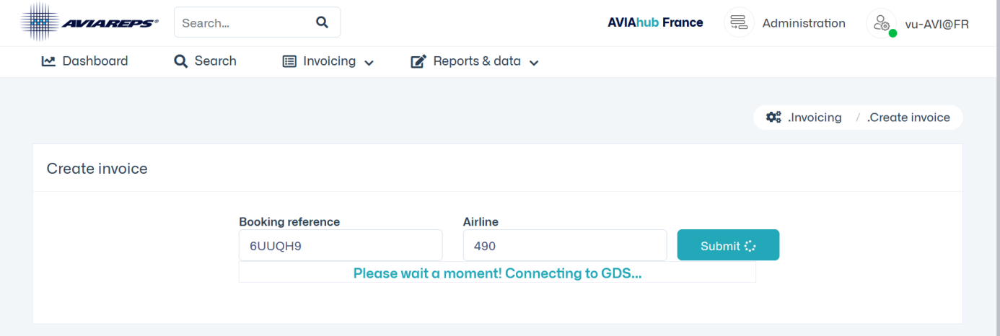 AVIAREPS®
Search...
AVIAhub France
Administration
vu-AVI@FR
Dashboard
Search
Invoicing
Reports & data
.Invoicing / .Create invoice
Create invoice
Booking reference
Airline
6UUQH9
490
Submit
Please wait a moment! Connecting to GDS...